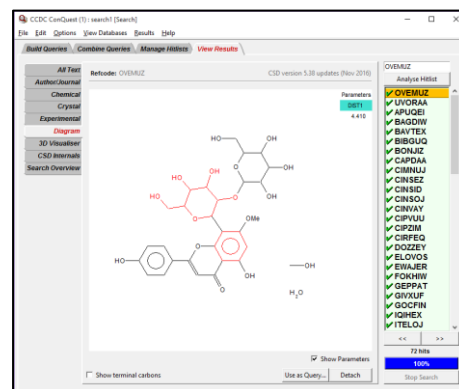 CCDC ConQuest (1) : search1 [Search]
File Edit Options View Databases Results Help
Build Queries Combine Queries Manage Hitlists View Results
All Text
Author/Journal
Chemical
Crystal
Experimental
Diagram
3D Visualiser
CSD Internals
Search Overview
Refcode: OVEMUZ CSD version 5.38 updates (Nov 2016)
Parameters
DIST1
4.410
HO
OH
HO
OH
OH
HO
O
HO
O
O
OMe
HO
O
OH
O
OH
H2O
Show Parameters
Show terminal carbons
Use as Query... Detach
OVEMUZ
Analyse Hitlist
OVEMUZ
UVORAA
APUQEI
BAGDIW
BAVTEX
BIBGUQ
BONJIZ
CAPDAA
CIMNUJ
CINSEZ
CINSID
CINSOJ
CINVAY
CIPVUU
CIPZIM
CIRFEQ
DOZZEY
ELOVOS
EWAJER
FOKHIW
GEPPAT
GIVXUF
GOCFIN
IQIHEX
ITELOJ
<< >>
72 hits
100%
Stop Search